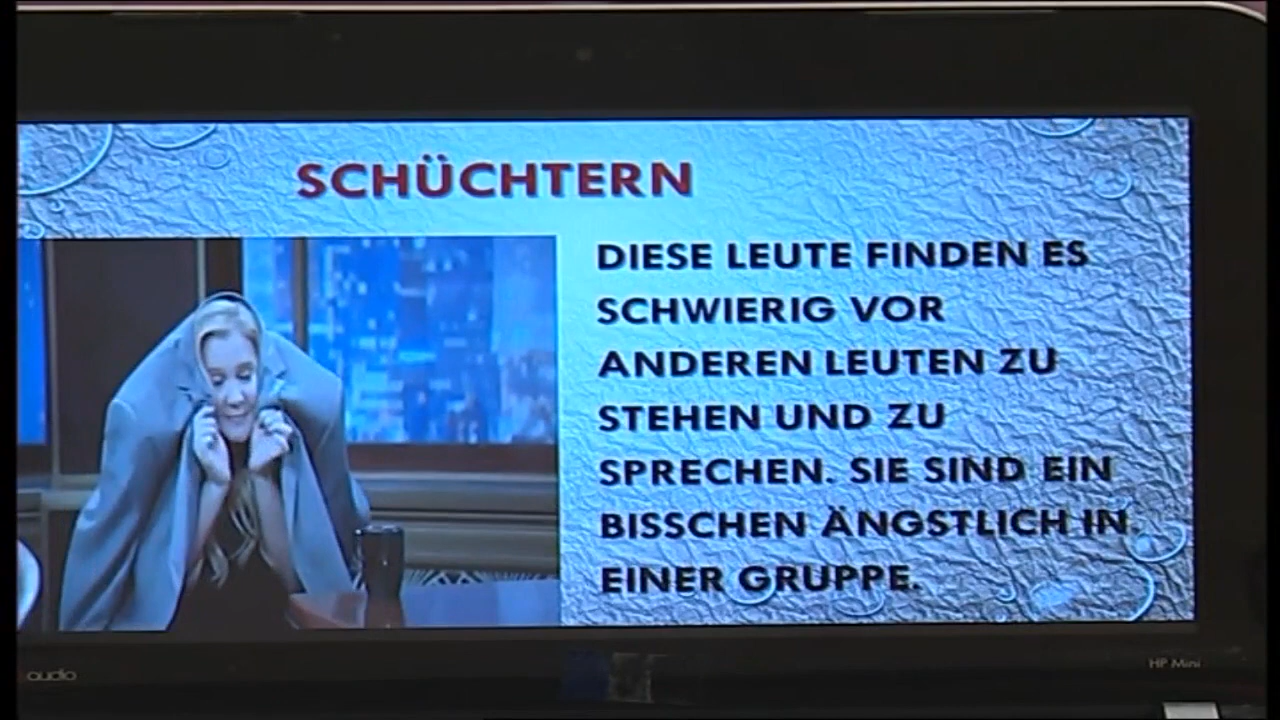 SCHÜCHTERN
DIESE LEUTE FINDEN ES
SCHWIERIG VOR
ANDEREN LEUTEN ZU
STEHEN UND ZU
SPRECHEN. SIE SIND EIN
BISSCHEN ÄNGSTLICH IN
EINER GRUPPE.
audio
HP Mini